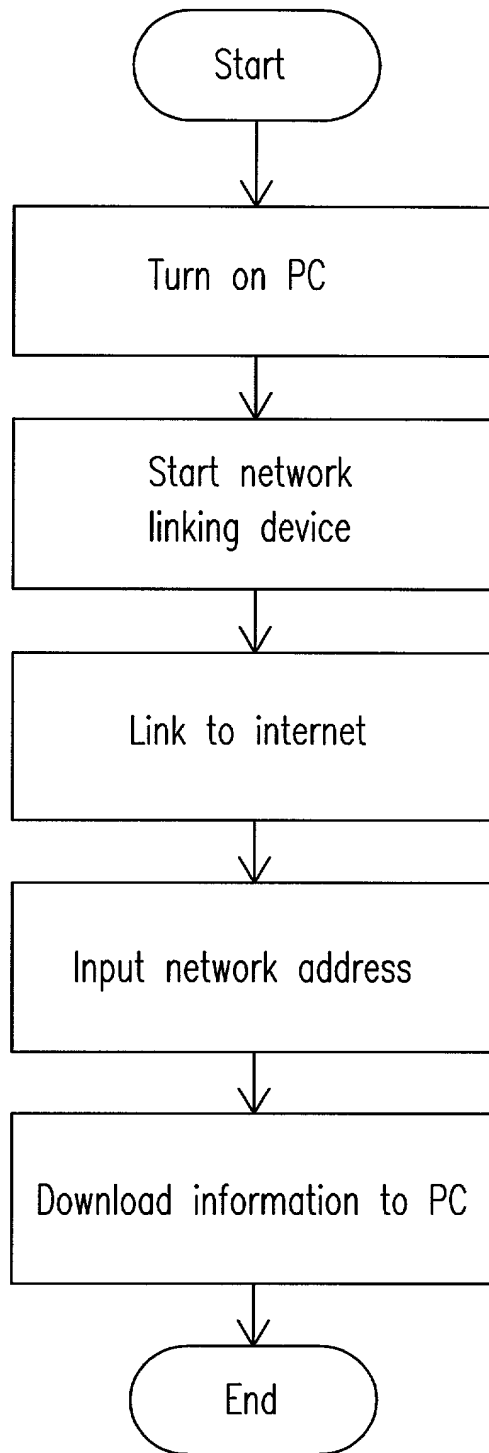 Start
Turn on PC
Start network
linking device
Link to internet
Input network address
Download information to PC
End